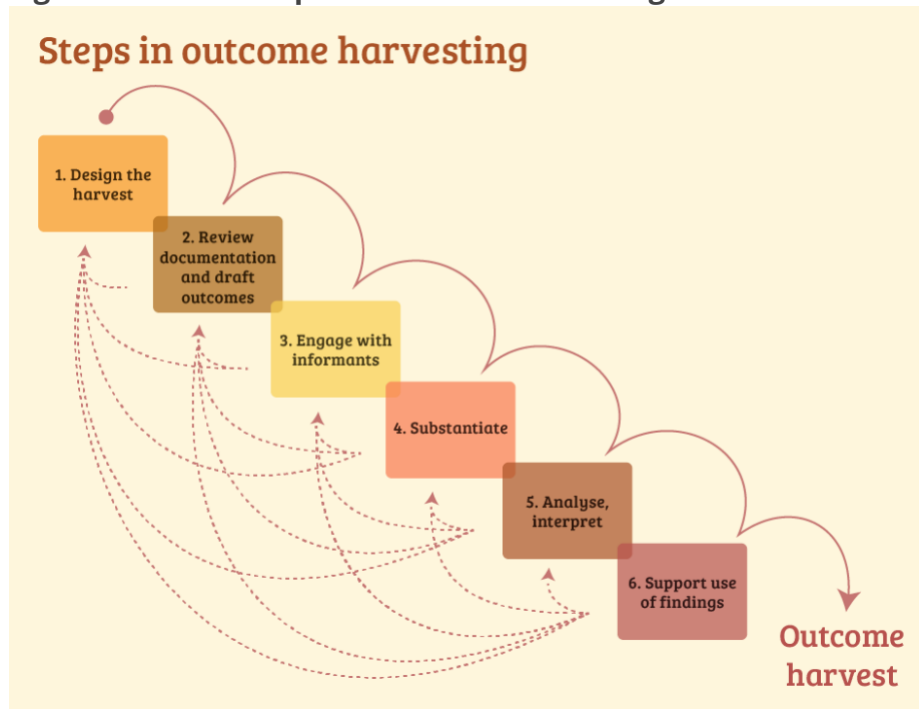 Steps in outcome harvesting
1. Design the
harvest
2. Review
documentation
and draft
outcomes
3. Engage with
informants
4. Substantiate
5. Analyse,
interpret
6. Support use
of findings
Outcome
harvest